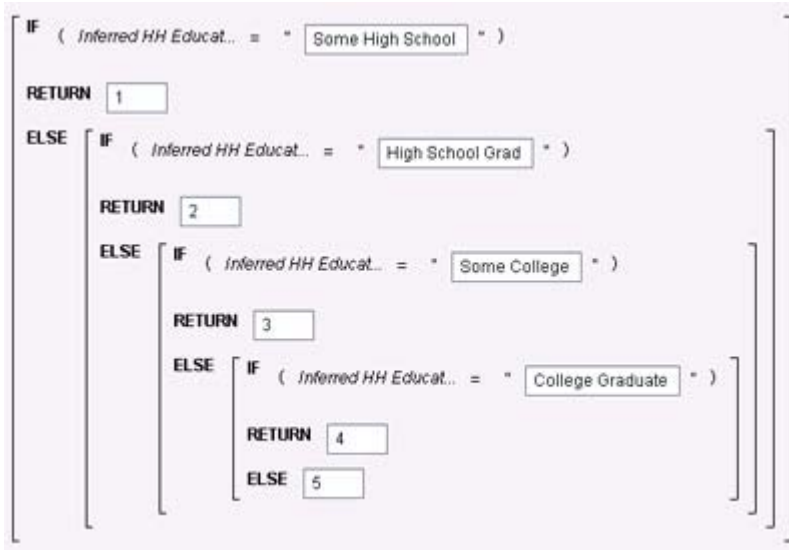 IF ( Inferred HH Educat... = " Some High School " )
RETURN 1
ELSE IF ( Inferred HH Educat... = " High School Grad " )
RETURN 2
ELSE IF ( Inferred HH Educat... = " Some College " )
RETURN 3
ELSE IF ( Inferred HH Educat... = " College Graduate " )
RETURN 4
ELSE 5